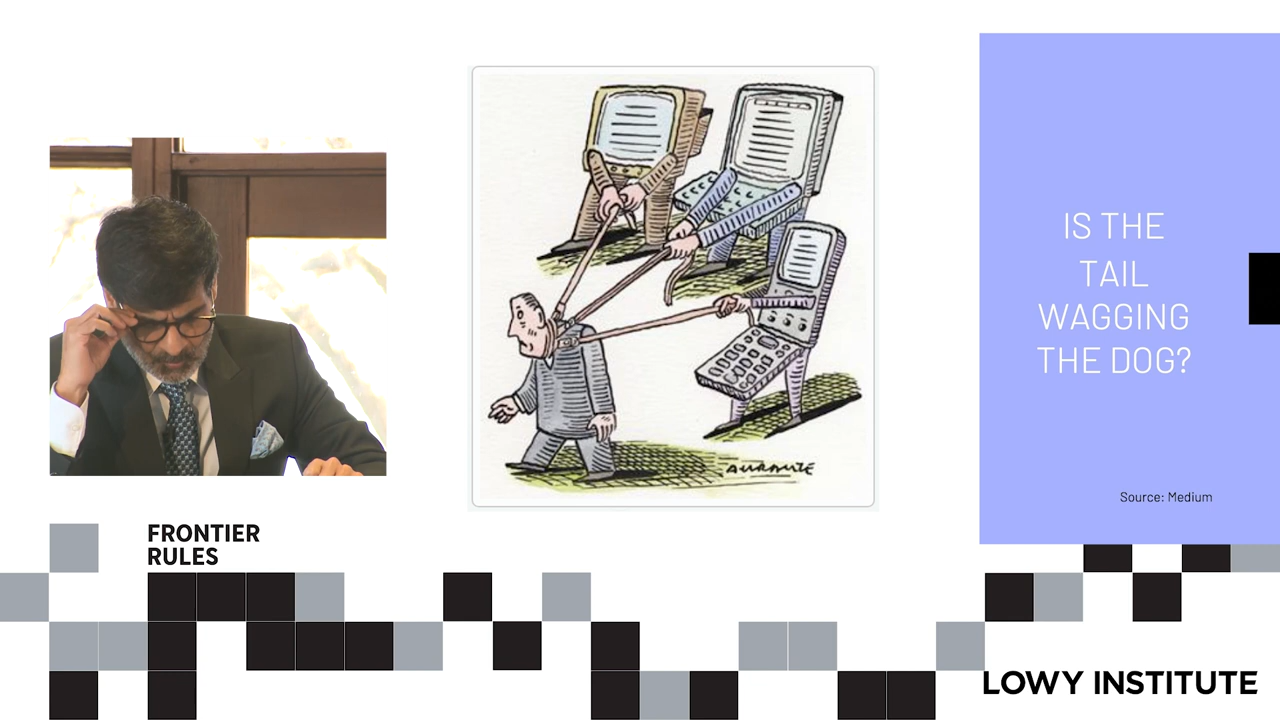 IS THE
TAIL
WAGGING
THE DOG?
Source: Medium
FRONTIER
RULES
LOWY INSTITUTE